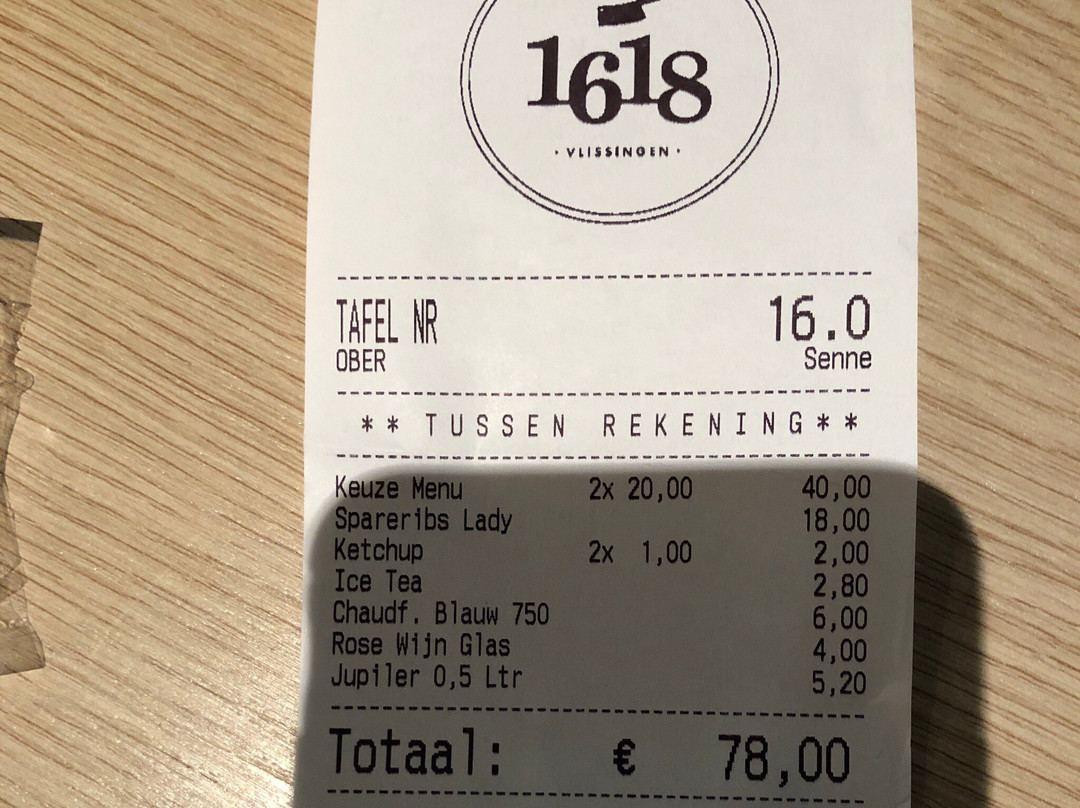 1618
· VLISSINGEN ·
TAFEL NR 16.0
OBER Senne
** TUSSEN REKENING**
Keuze Menu 2x 20,00 40,00
Spareribs Lady 18,00
Ketchup 2x 1,00 2,00
Ice Tea 2,80
Chaudf. Blauw 750 6,00
Rose Wijn Glas 4,00
Jupiler 0,5 Ltr 5,20
Totaal: € 78,00